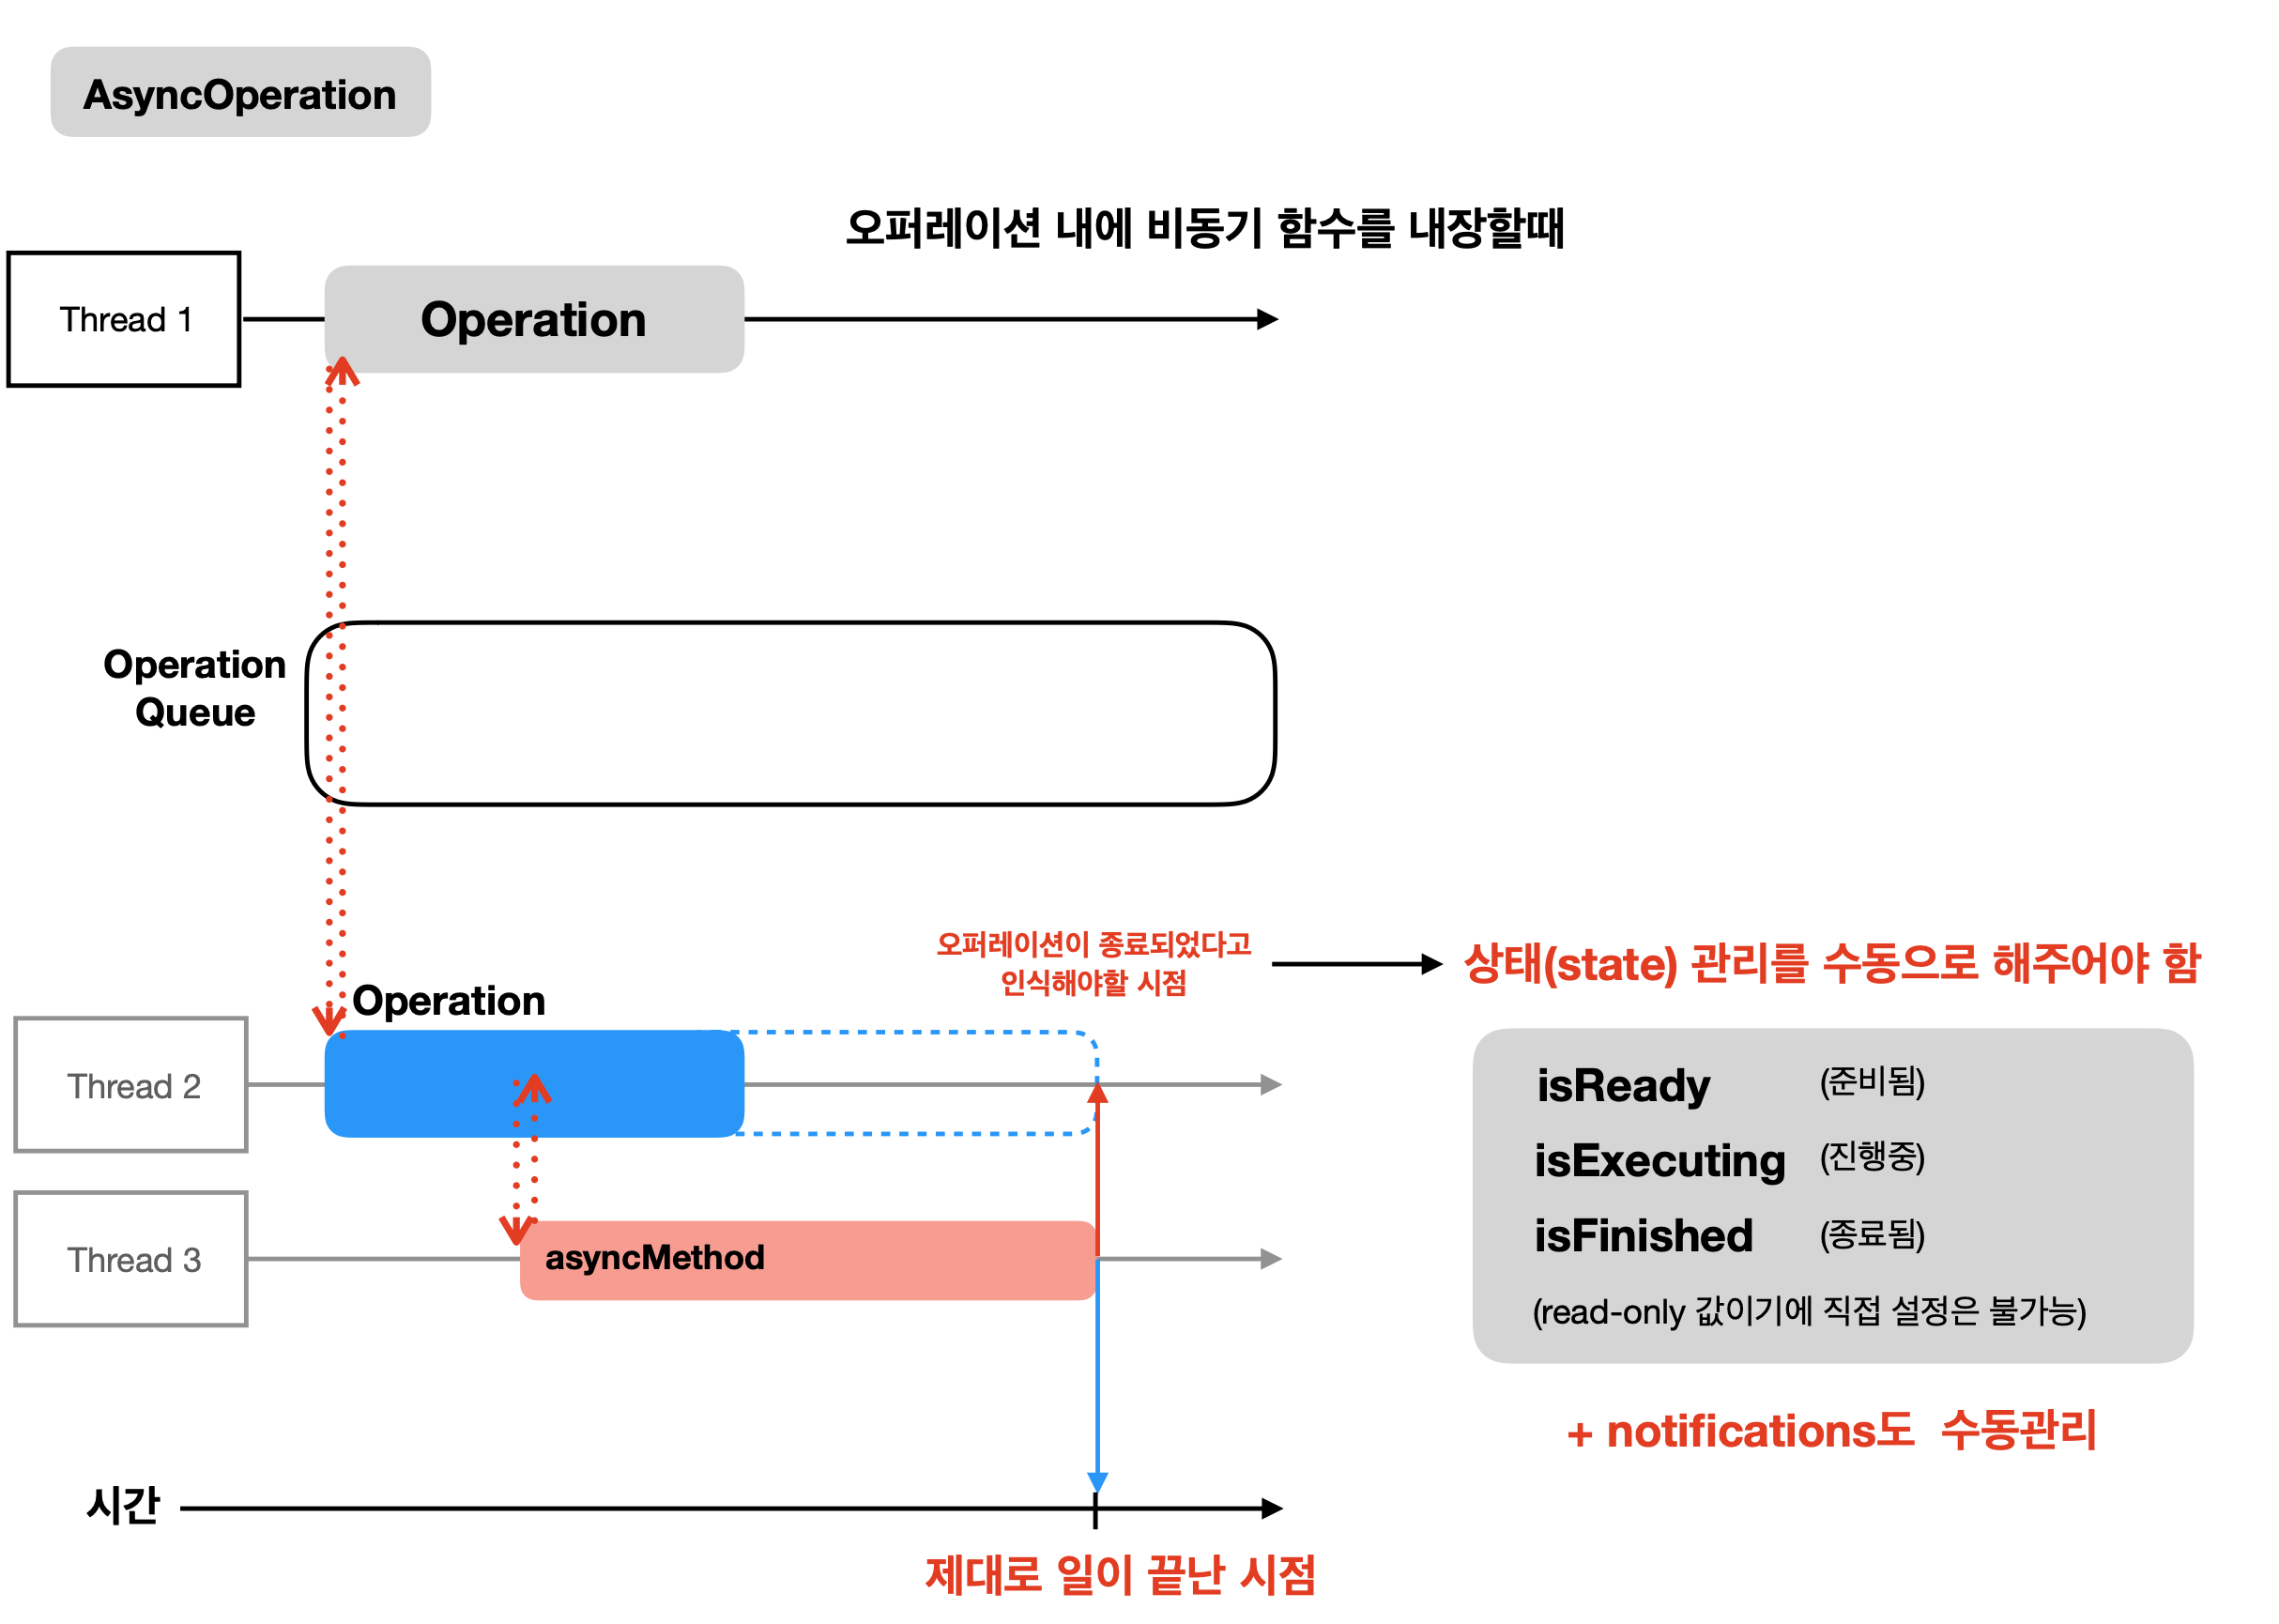 AsyncOperation
오퍼레이션 내에 비동기 함수를 내장할때
Thread 1
Operation
Operation
Queue
오퍼레이션이 종료되었다고
인식해야할 시점
상태(state) 관리를 수동으로 해주어야 함
Operation
Thread 2
isReady (준비됨)
isExecuting (진행중)
isFinished (종료됨)
(read-only 값이기에 직접 설정은 불가능)
Thread 3
asyncMethod
+ notifications도 수동관리
시간
제대로 일이 끝난 시점